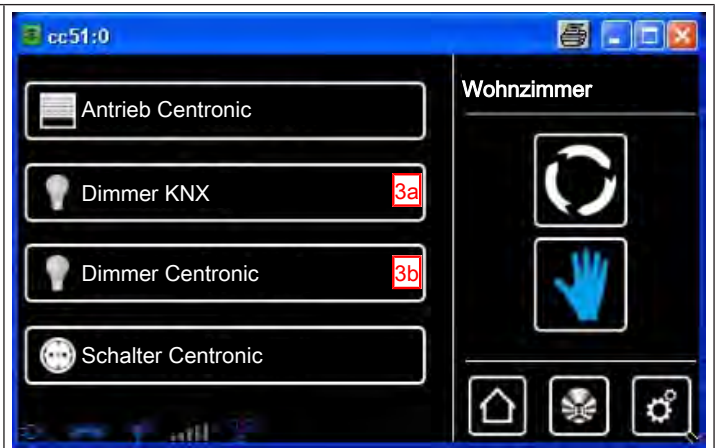 cc51:0
Antrieb Centronic
Dimmer KNX 3a
Dimmer Centronic 3b
Schalter Centronic
Wohnzimmer